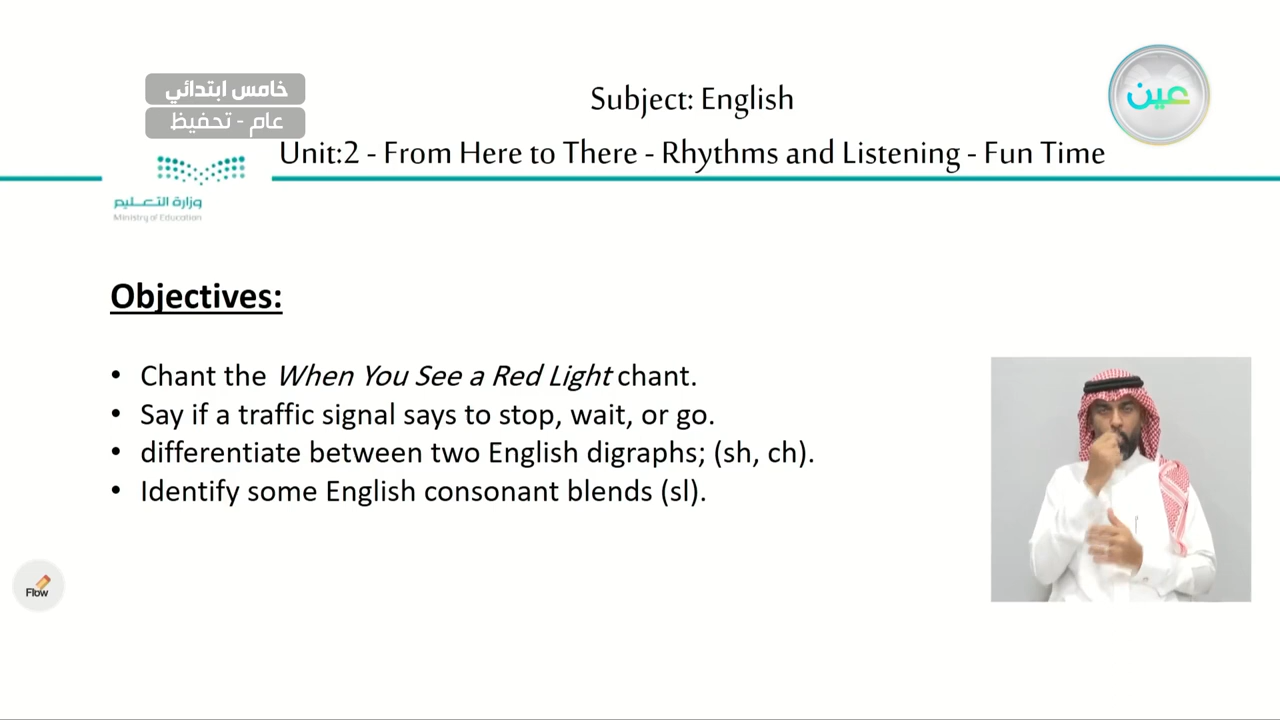 خامس ابتدائي
عام - تحفيظ
Subject: English
عين
Unit:2 - From Here to There - Rhythms and Listening - Fun Time
وزارة التعليم
Ministry of Education
Objectives:
• Chant the When You See a Red Light chant.
• Say if a traffic signal says to stop, wait, or go.
• differentiate between two English digraphs; (sh, ch).
• Identify some English consonant blends (sl).
Flow